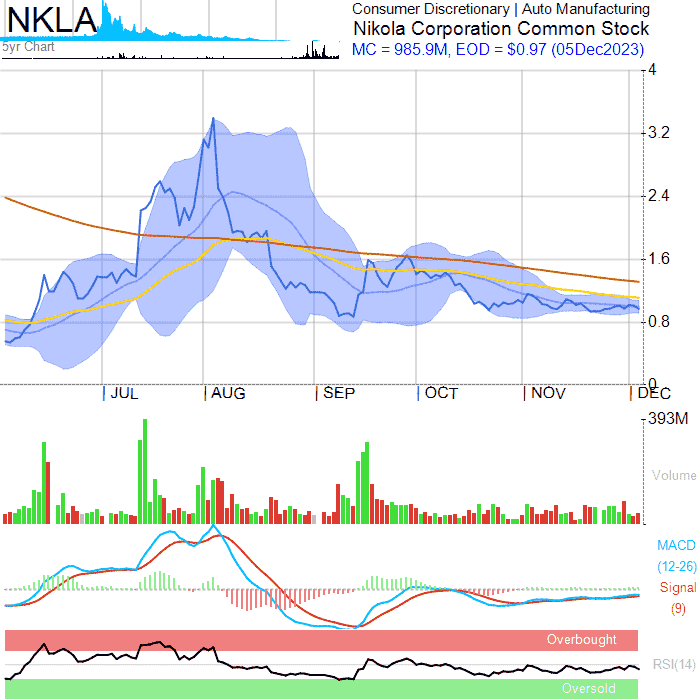 NKLA
5yr Chart
Consumer Discretionary | Auto Manufacturing
Nikola Corporation Common Stock
MC = 985.9M, EOD = $0.97 (05Dec2023)
4
3.2
2.4
1.6
0.8
0
JUL AUG SEP OCT NOV DEC
393M
Volume
MACD
(12-26)
Signal
(9)
Overbought
RSI(14)
Oversold